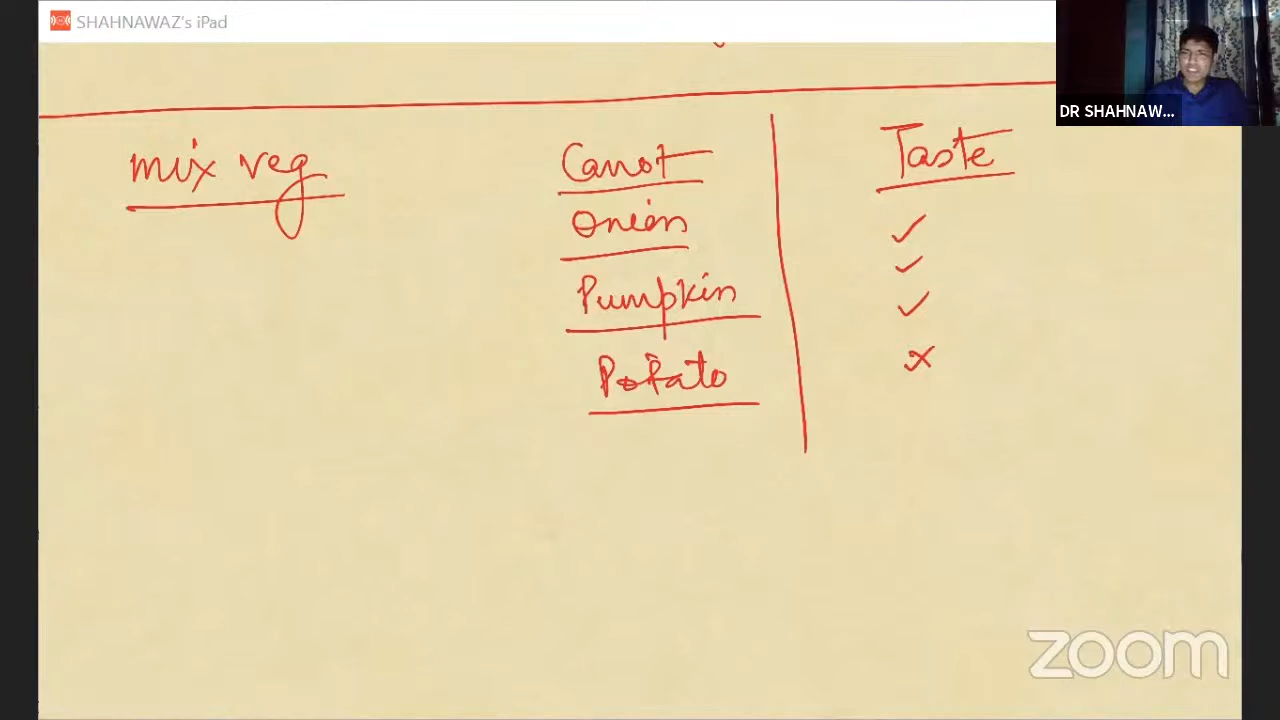 SHAHNAWAZ's iPad
DR SHAHNAW...
mix veg
Carrot
Taste
Onion
✓
✓
Pumpkin
✓
Potato
×
zoom